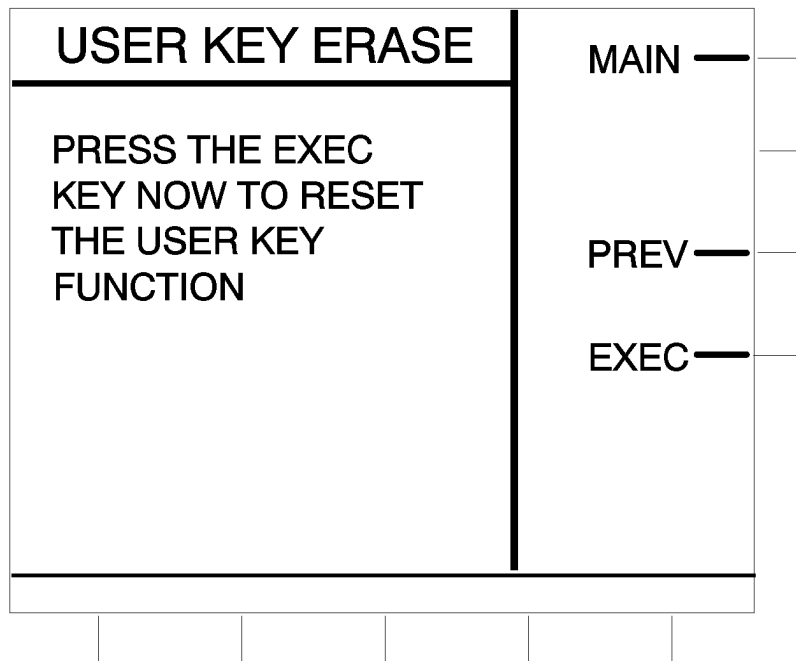 USER KEY ERASE
PRESS THE EXEC
KEY NOW TO RESET
THE USER KEY
FUNCTION
MAIN
PREV
EXEC